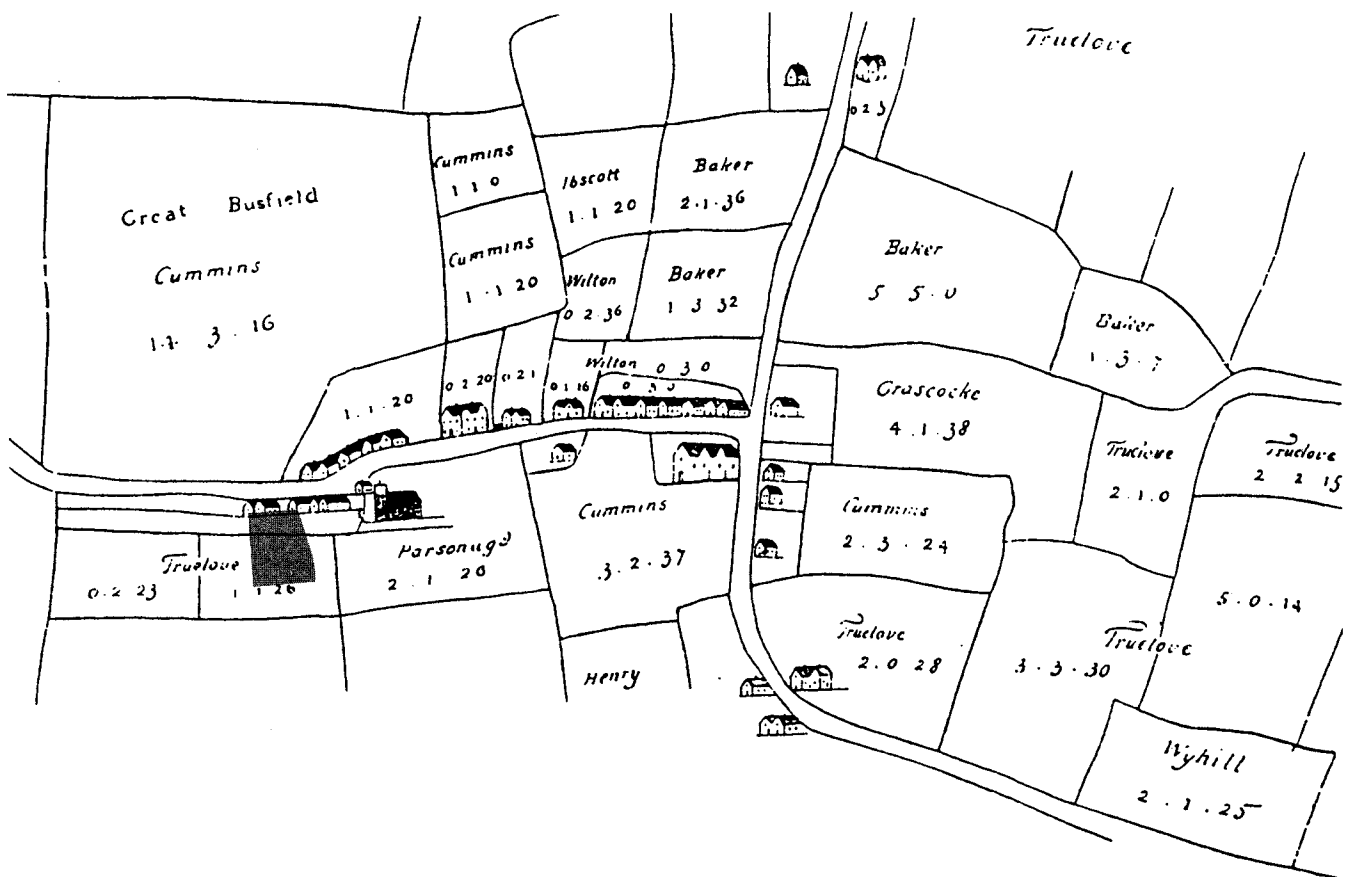 Truelove
0 2 3
Cummins
1 1 0
Ibscott
1 . 1 20
Baker
2 . 1 . 36
Great Busfield
Cummins
3 . 16
Cummins
1 . 1 20
Wilton
0 2 . 36
Baker
1 3 32
Baker
5 5 . 0
Baker
1 . 3 . 7
Wilton 0 3 0
1 . 1 . 20
0 2 20
0 2 1
0 1 16
Grascocke
4 . 1 . 38
Truelove
2 . 1 . 0
Truelove
2 2 15
Cummins
3 . 2 . 37
Cummins
2 . 3 . 24
Truelove
0 . 2 23
1 1 26
Parsonage
2 . 1 20
5 . 0 . 14
Truelove
2 . 0 28
Truelove
3 . 3 . 30
Henry
Wyhill
2 . 1 . 25